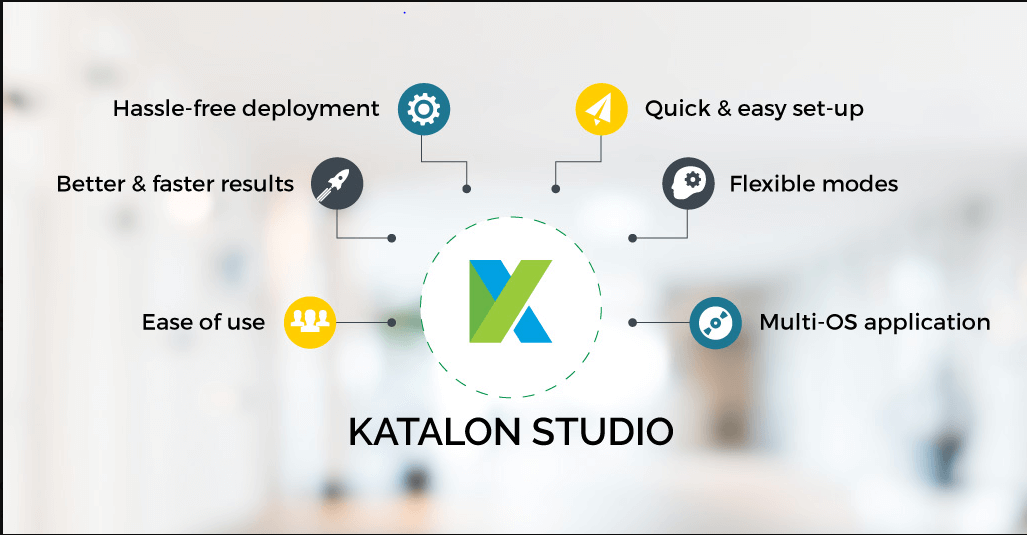 Hassle-free deployment
Quick & easy set-up
Better & faster results
Flexible modes
Ease of use
Multi-OS application
KATALON STUDIO